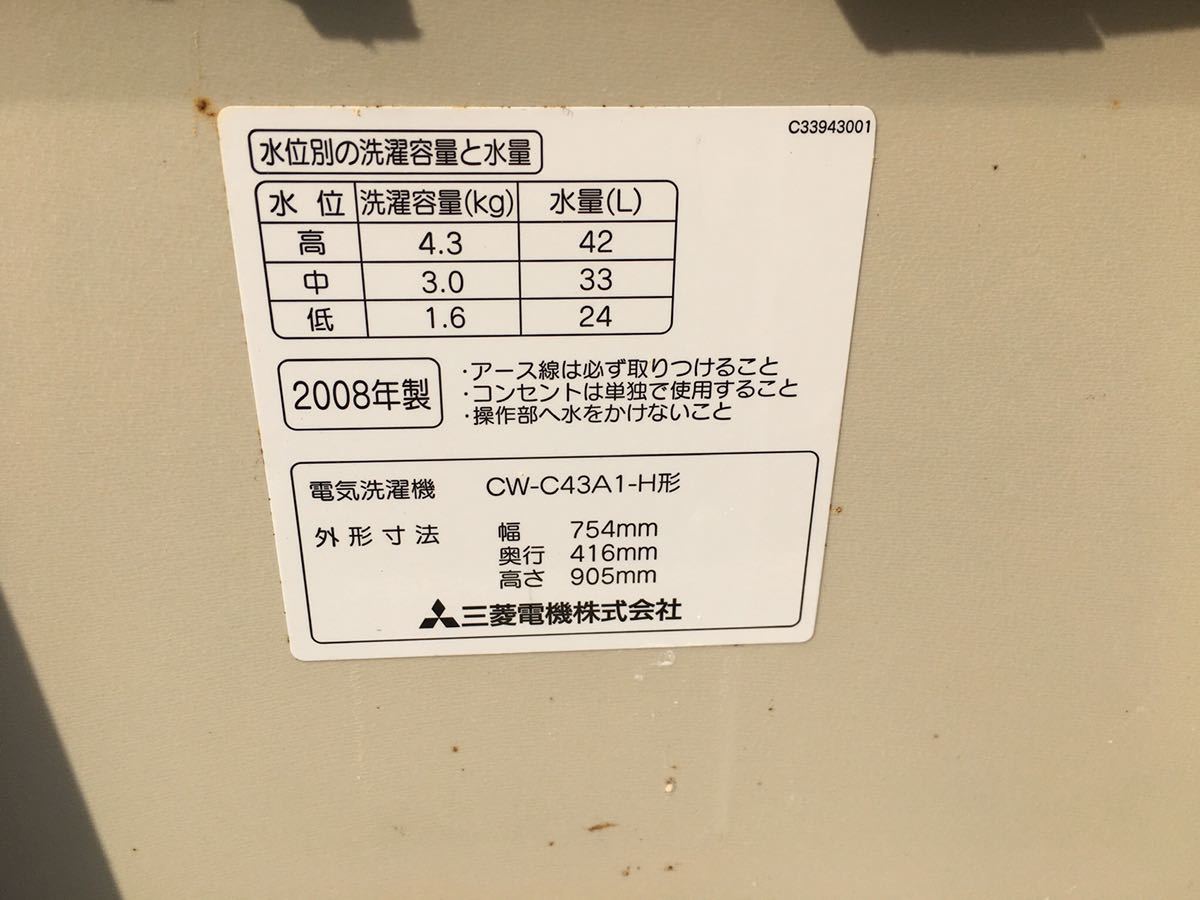 C33943001
水位別の洗濯容量と水量
水位 洗濯容量(kg) 水量(L)
高 4.3 42
中 3.0 33
低 1.6 24
2008年製
・アース線は必ず取りつけること
・コンセントは単独で使用すること
・操作部へ水をかけないこと
電気洗濯機 CW-C43A1-H形
外形寸法 幅 754mm
奥行 416mm
高さ 905mm
三菱電機株式会社